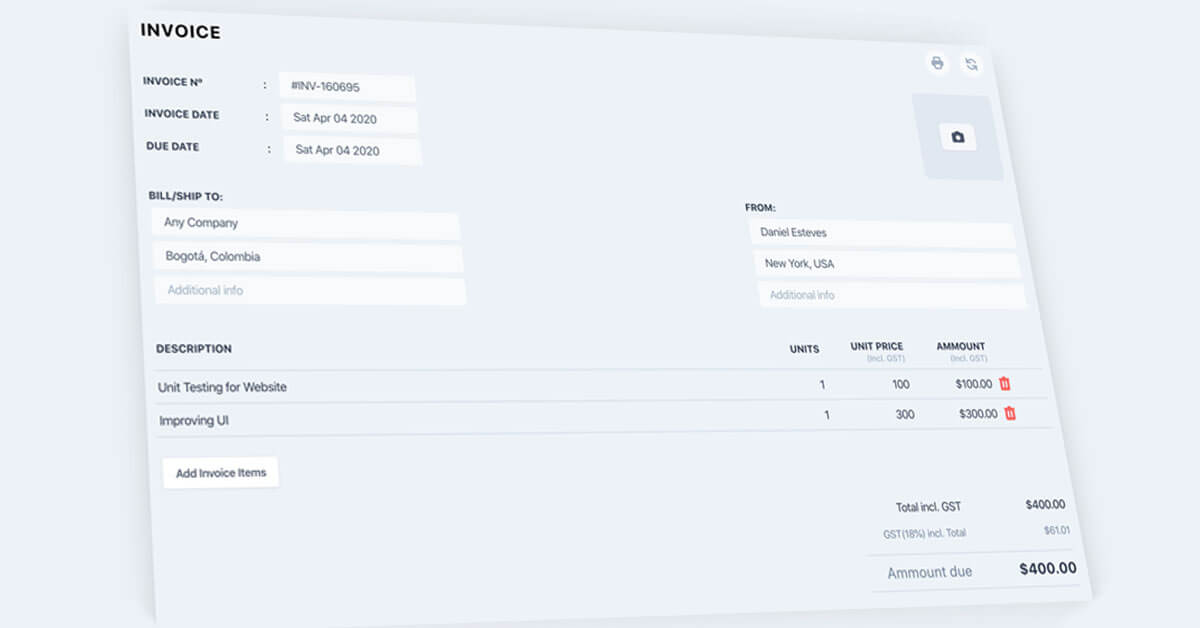 INVOICE
INVOICE Nº : #INV-160695
INVOICE DATE : Sat Apr 04 2020
DUE DATE : Sat Apr 04 2020
BILL/SHIP TO:
Any Company
Bogotá, Colombia
Additional info
FROM:
Daniel Esteves
New York, USA
Additional info
DESCRIPTION UNITS UNIT PRICE AMMOUNT
(Incl. GST) (Incl. GST)
Unit Testing for Website 1 100 $100.00
Improving UI 1 300 $300.00
Add Invoice Items
Total incl. GST $400.00
GST(18%) incl. Total $61.01
Ammount due $400.00